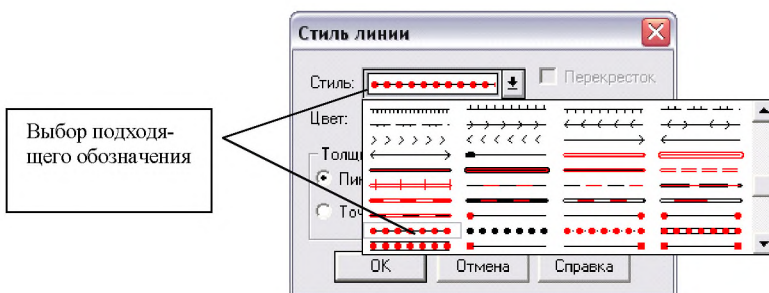 Стиль линии
Стиль:
Перекресток
Выбор подходя-
щего обозначения
Цвет:
Толщ
Пик
Точ
OK
Отмена
Справка